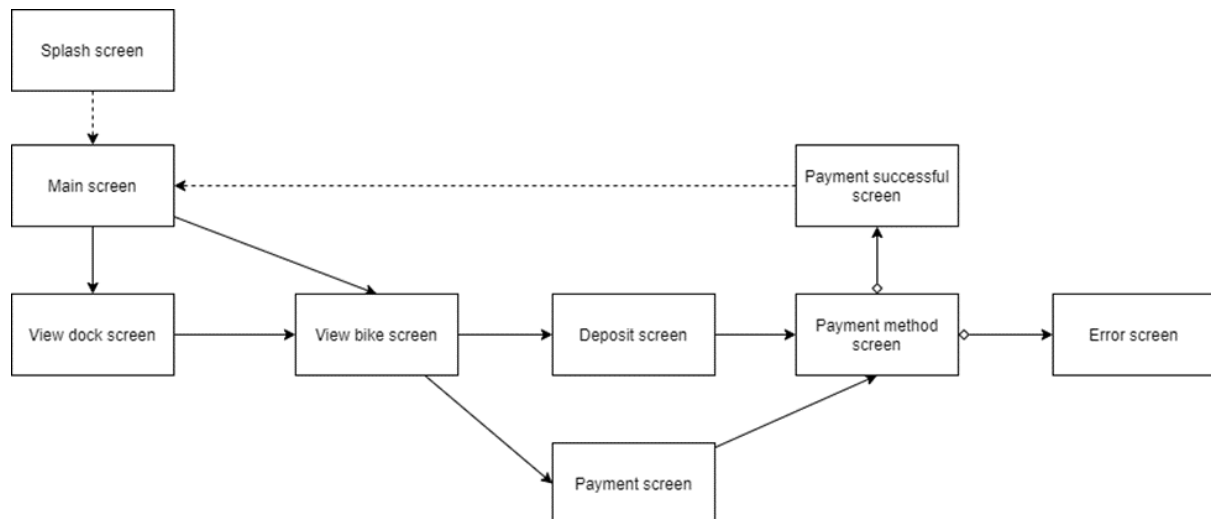 Splash screen
Main screen
Payment successful
screen
View dock screen
View bike screen
Deposit screen
Payment method
screen
Error screen
Payment screen